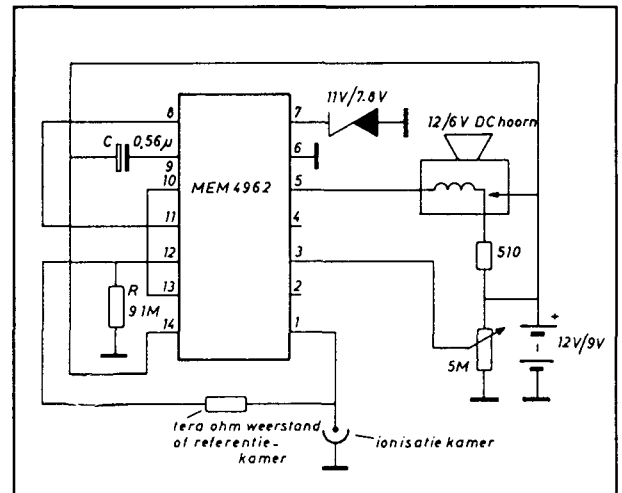 8
7
11V/7.8V
12/6V DC hoorn
C
0,56µ
9
6
10
MEM 4962
5
11
4
510
12
3
R
9.1M
13
2
14
1
+
12V/9V
5M
tera ohm weerstand
of referentie-
kamer
ionisatie kamer